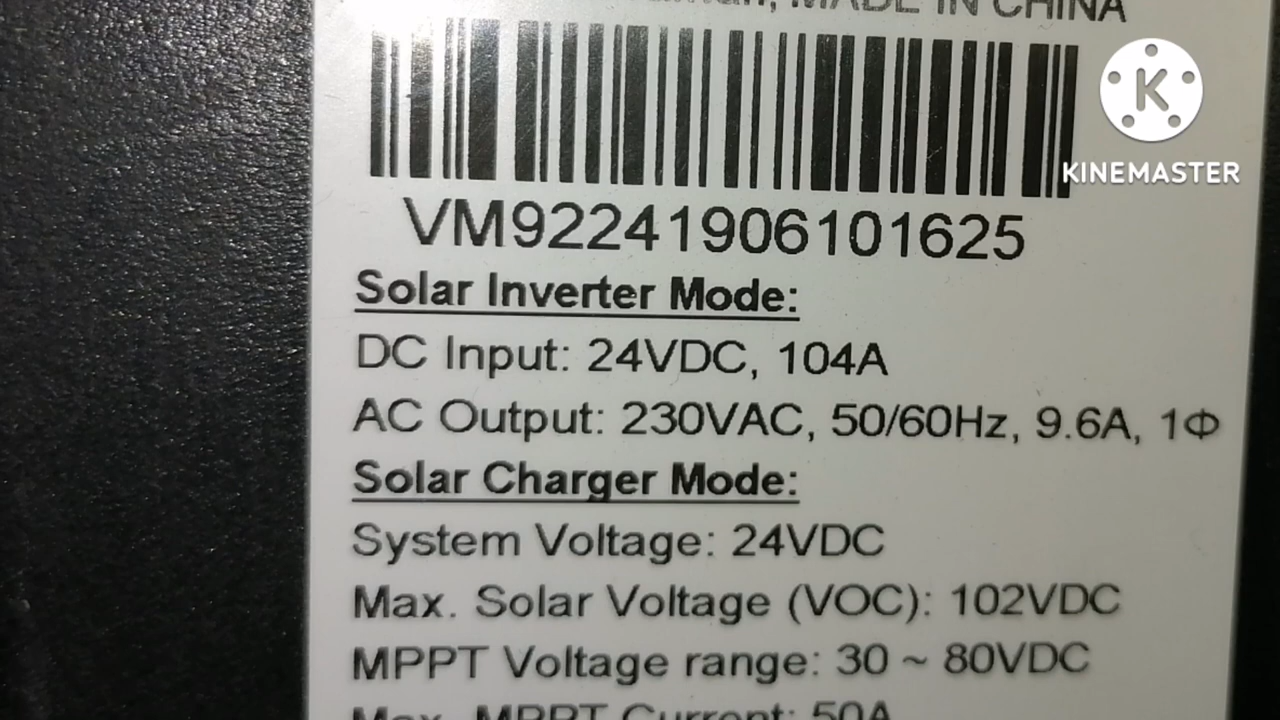 MADE IN CHINA
K
KINEMASTER
VM92241906101625
Solar Inverter Mode:
DC Input: 24VDC, 104A
AC Output: 230VAC, 50/60Hz, 9.6A, 1Φ
Solar Charger Mode:
System Voltage: 24VDC
Max. Solar Voltage (VOC): 102VDC
MPPT Voltage range: 30 ~ 80VDC
Max. MPPT Current: 50A